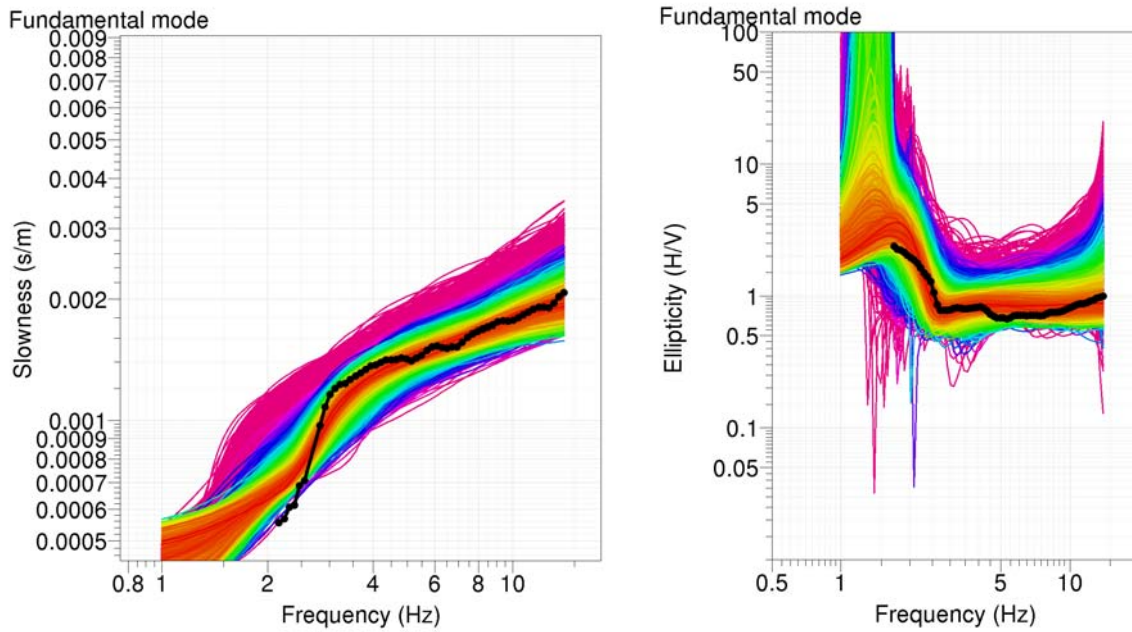 Fundamental mode
0.009
0.008
0.007
0.006
0.005
0.004
0.003
0.002
0.001
0.0009
0.0008
0.0007
0.0006
0.0005
Slowness (s/m)
0.8 1 2 4 6 8 10
Frequency (Hz)
Fundamental mode
100
50
10
5
1
0.5
0.1
0.05
Ellipticity (H/V)
0.5 1 5 10
Frequency (Hz)